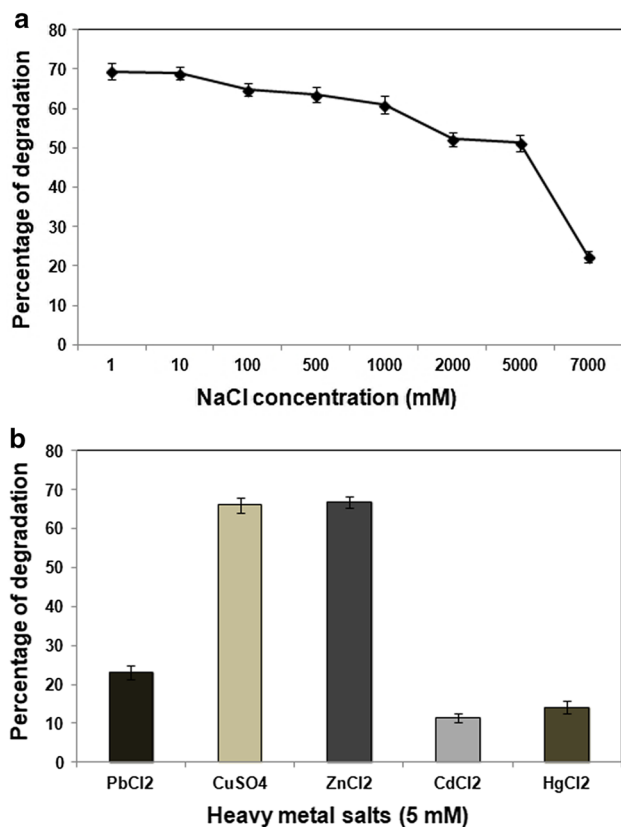 a
80
70
60
50
40
30
20
10
0
Percentage of degradation
1 10 100 500 1000 2000 5000 7000
NaCl concentration (mM)
b
80
70
60
50
40
30
20
10
0
Percentage of degradation
PbCl2 CuSO4 ZnCl2 CdCl2 HgCl2
Heavy metal salts (5 mM)